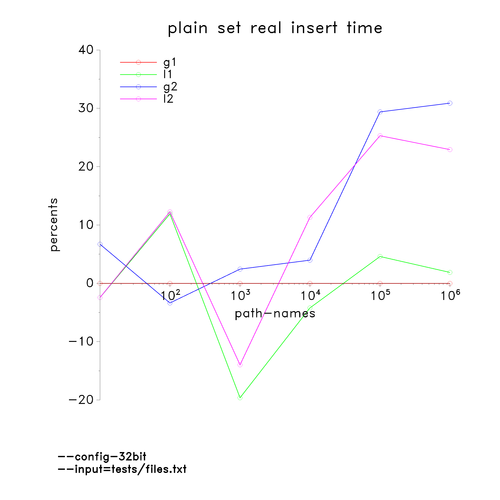 plain set real insert time
40
30
20
10
0
−10
−20
percents
g1
l1
g2
l2
10² 10³ 10⁴ 10⁵ 10⁶
path−names
−−config−32bit
−−input=tests/files.txt